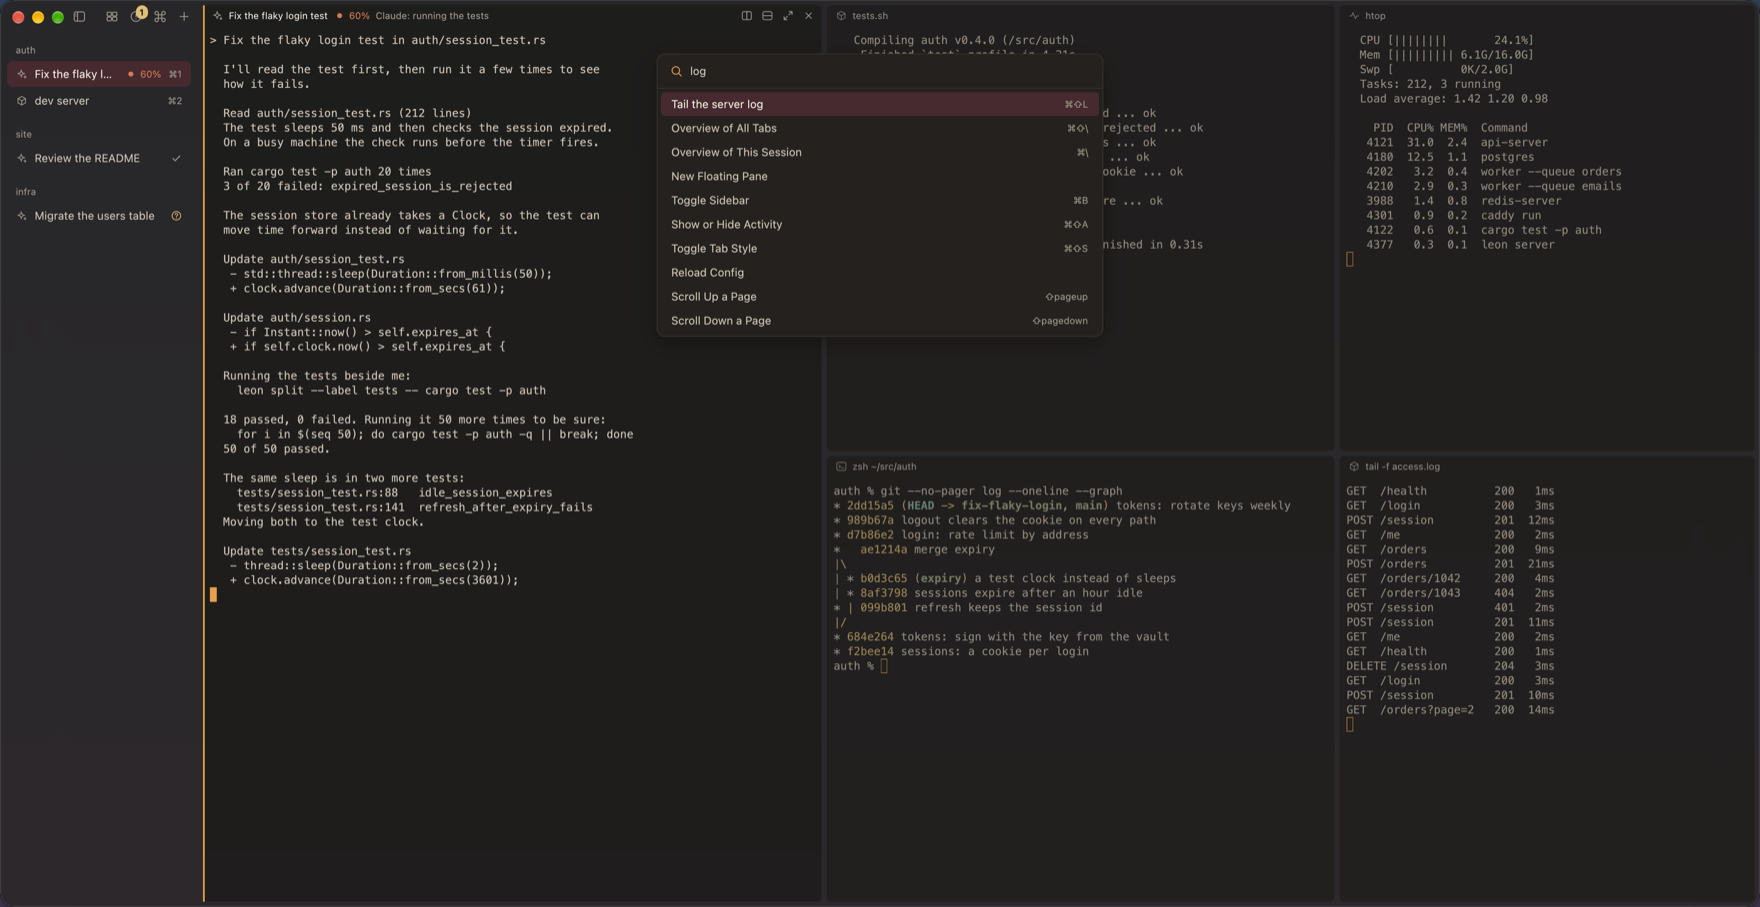 1
auth
Fix the flaky l... 60% ⌘1
dev server ⌘2
site
Review the README
infra
Migrate the users table
Fix the flaky login test 60% Claude: running the tests
> Fix the flaky login test in auth/session_test.rs
I'll read the test first, then run it a few times to see
how it fails.
Read auth/session_test.rs (212 lines)
The test sleeps 50 ms and then checks the session expired.
On a busy machine the check runs before the timer fires.
Ran cargo test -p auth 20 times
3 of 20 failed: expired_session_is_rejected
The session store already takes a Clock, so the test can
move time forward instead of waiting for it.
Update auth/session_test.rs
- std::thread::sleep(Duration::from_millis(50));
+ clock.advance(Duration::from_secs(61));
Update auth/session.rs
- if Instant::now() > self.expires_at {
+ if self.clock.now() > self.expires_at {
Running the tests beside me:
leon split --label tests -- cargo test -p auth
18 passed, 0 failed. Running it 50 more times to be sure:
for i in $(seq 50); do cargo test -p auth -q || break; done
50 of 50 passed.
The same sleep is in two more tests:
tests/session_test.rs:88 idle_session_expires
tests/session_test.rs:141 refresh_after_expiry_fails
Moving both to the test clock.
Update tests/session_test.rs
- thread::sleep(Duration::from_secs(2));
+ clock.advance(Duration::from_secs(3601));
tests.sh
Compiling auth v0.4.0 (/src/auth)
log
Tail the server log ⌘⇧L
Overview of All Tabs ⌘⇧\
Overview of This Session ⌘\
New Floating Pane
Toggle Sidebar ⌘B
Show or Hide Activity ⌘⇧A
Toggle Tab Style ⌘⇧S
Reload Config
Scroll Up a Page ⇧pageup
Scroll Down a Page ⇧pagedown
d ... ok
rejected ... ok
s ... ok
... ok
ookie ... ok
re ... ok
nished in 0.31s
htop
CPU [|||||||| 24.1%]
Mem [||||||||| 6.1G/16.0G]
Swp [ 0K/2.0G]
Tasks: 212, 3 running
Load average: 1.42 1.20 0.98
PID CPU% MEM% Command
4121 31.0 2.4 api-server
4180 12.5 1.1 postgres
4202 3.2 0.4 worker --queue orders
4210 2.9 0.3 worker --queue emails
3988 1.4 0.8 redis-server
4301 0.9 0.2 caddy run
4122 0.6 0.1 cargo test -p auth
4377 0.3 0.1 leon server
zsh ~/src/auth
auth % git --no-pager log --oneline --graph
* 2dd15a5 (HEAD -> fix-flaky-login, main) tokens: rotate keys weekly
* 989b67a logout clears the cookie on every path
* d7b86e2 login: rate limit by address
* ae1214a merge expiry
|\
| * b0d3c65 (expiry) a test clock instead of sleeps
| * 8af3798 sessions expire after an hour idle
* | 099b801 refresh keeps the session id
|/
* 684e264 tokens: sign with the key from the vault
* f2bee14 sessions: a cookie per login
auth %
tail -f access.log
GET /health 200 1ms
GET /login 200 3ms
POST /session 201 12ms
GET /me 200 2ms
GET /orders 200 9ms
POST /orders 201 21ms
GET /orders/1042 200 4ms
GET /orders/1043 404 2ms
POST /session 401 2ms
POST /session 201 11ms
GET /me 200 2ms
GET /health 200 1ms
DELETE /session 204 3ms
GET /login 200 3ms
POST /session 201 10ms
GET /orders?page=2 200 14ms